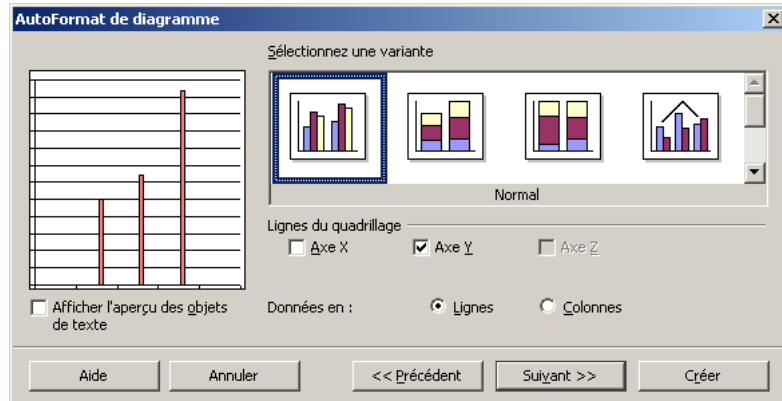 AutoFormat de diagramme
Sélectionnez une variante
Normal
Lignes du quadrillage
Axe X
Axe Y
Axe Z
Afficher l'aperçu des objets
de texte
Données en :
Lignes
Colonnes
Aide
Annuler
<< Précédent
Suivant >>
Créer